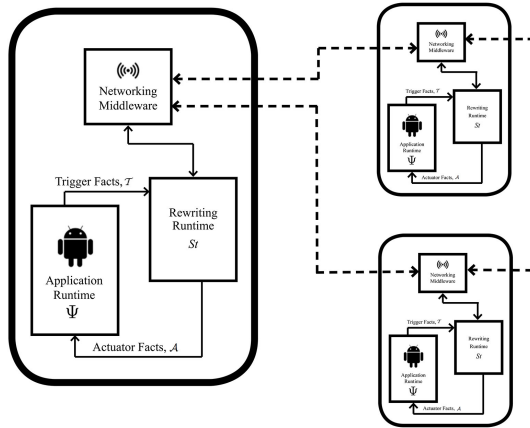 Networking
Middleware
Trigger Facts, 𝒯
Rewriting
Runtime
St
Application
Runtime
Ψ
Actuator Facts, 𝒜
Networking
Middleware
Trigger Facts, 𝒯
Rewriting
Runtime
St
Application
Runtime
Ψ
Actuator Facts, 𝒜
Networking
Middleware
Trigger Facts, 𝒯
Rewriting
Runtime
St
Application
Runtime
Ψ
Actuator Facts, 𝒜